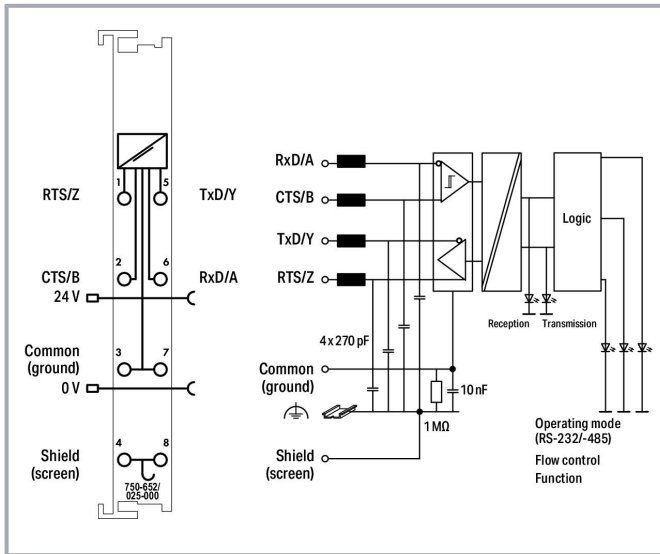 1
5
RTS/Z
TxD/Y
2
6
CTS/B
RxD/A
24 V
Common
(ground)
3
7
0 V
Shield
(screen)
4
8
750-652/
025-000
RxD/A
CTS/B
TxD/Y
RTS/Z
Logic
Reception
Transmission
4 x 270 pF
Common
(ground)
10 nF
1 MΩ
Shield
(screen)
Operating mode
(RS-232/-485)
Flow control
Function